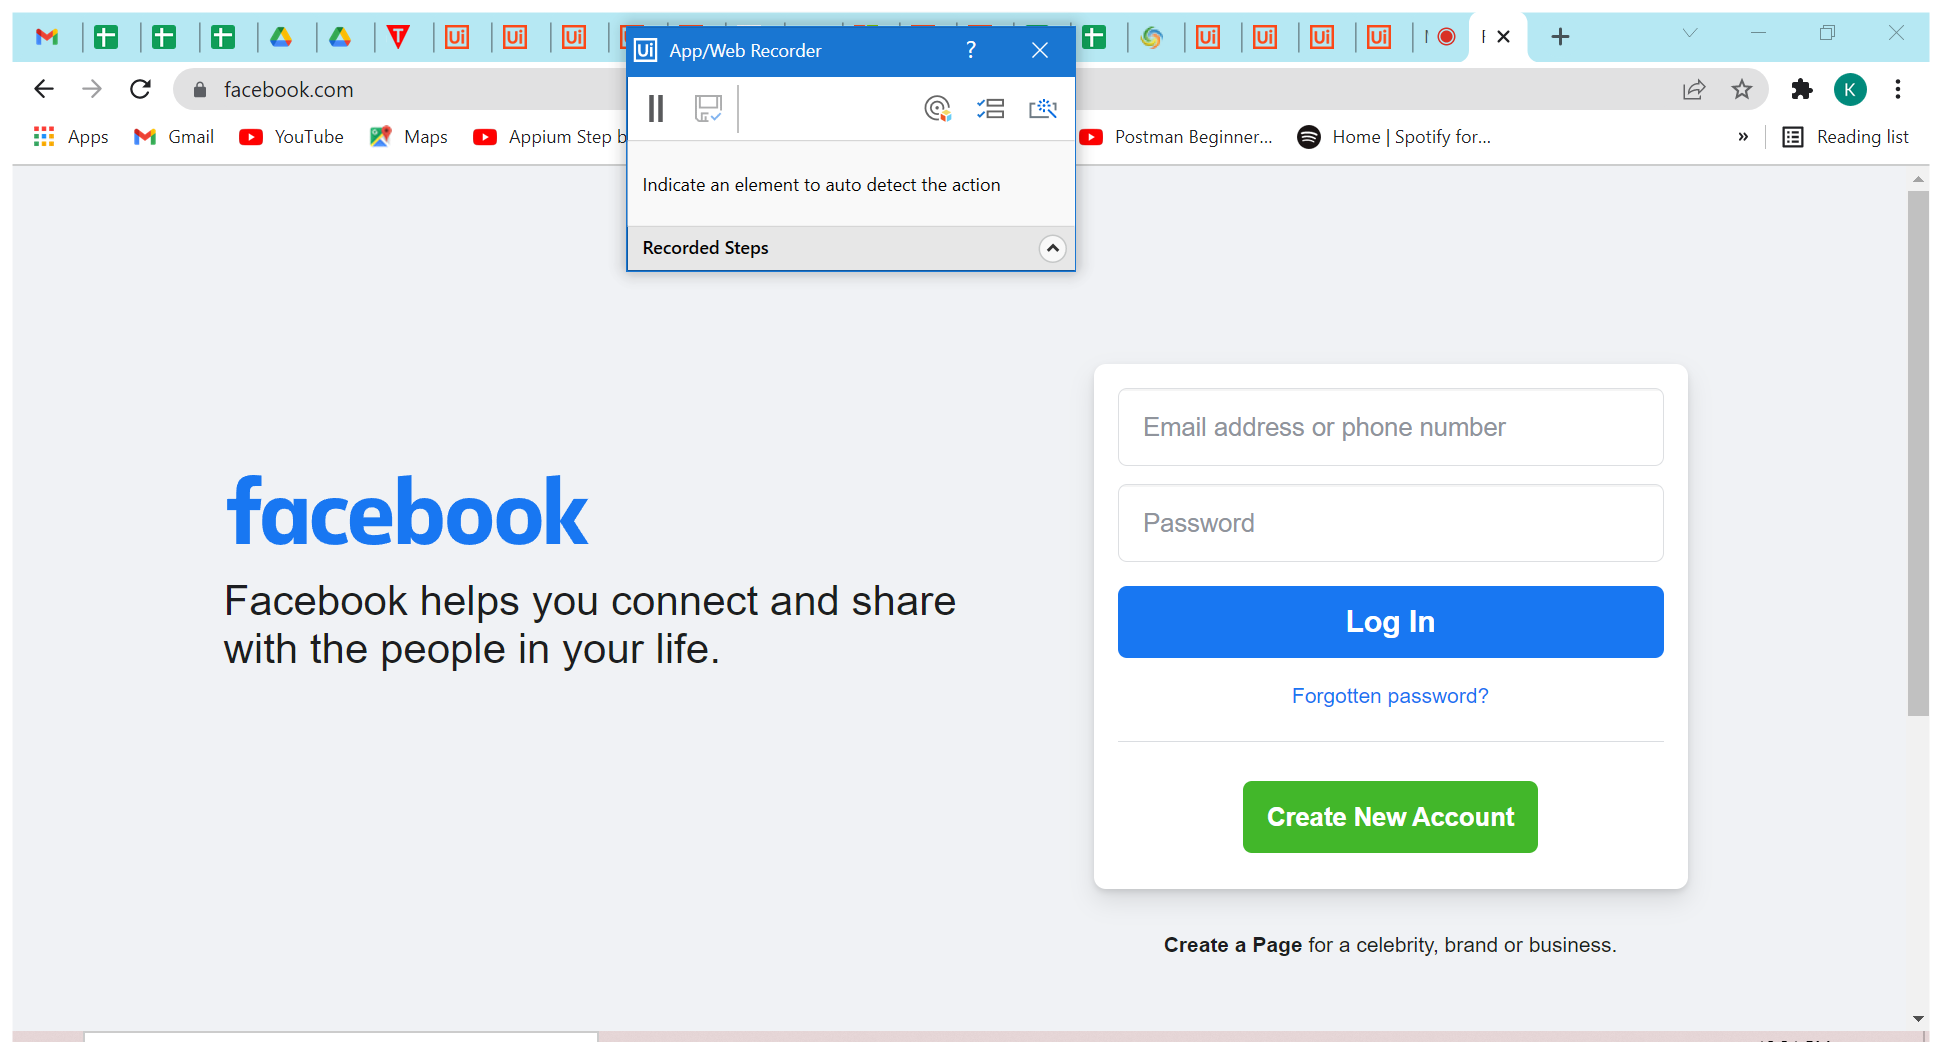 Ui App/Web Recorder ?
facebook.com
K
Apps
Gmail
YouTube
Maps
Appium Step b
Postman Beginner...
Home | Spotify for...
»
Reading list
Indicate an element to auto detect the action
Recorded Steps
facebook
Facebook helps you connect and share
with the people in your life.
Email address or phone number
Password
Log In
Forgotten password?
Create New Account
Create a Page for a celebrity, brand or business.